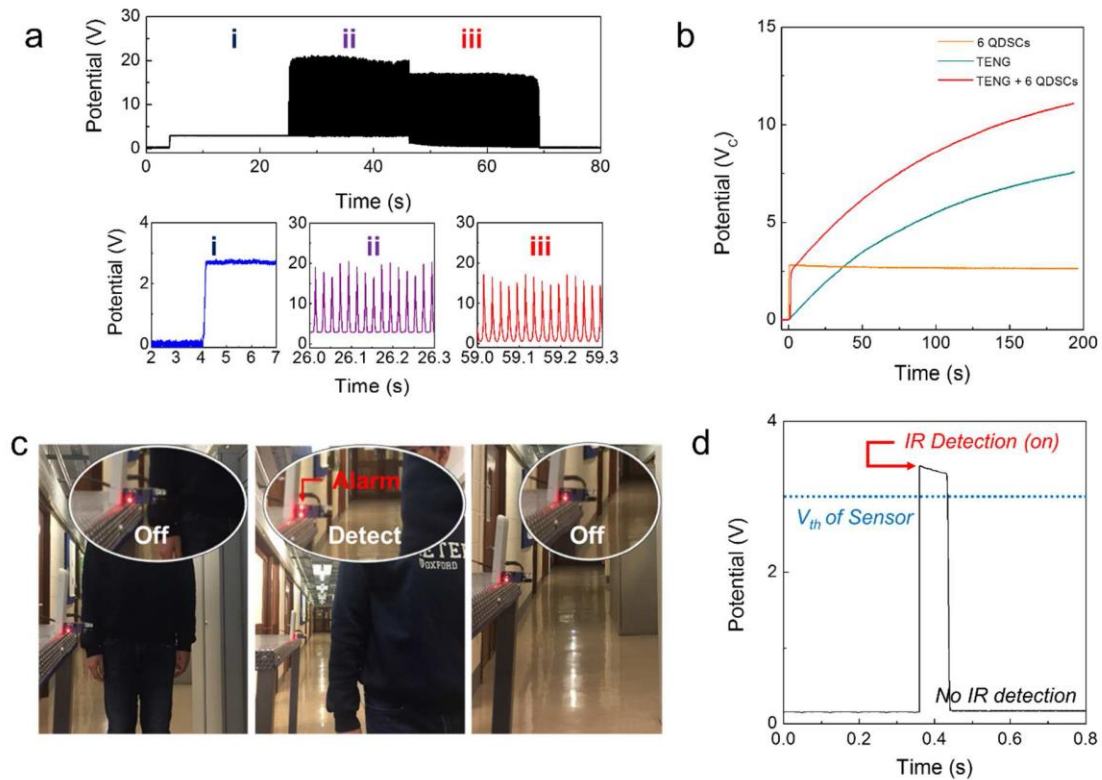 a
i
ii
iii
Potential (V)
30
20
10
0
0
20
40
60
80
Time (s)
i
ii
iii
Potential (V)
4
2
0
2
3
4
5
6
7
30
20
10
0
26.0
26.1
26.2
26.3
30
20
10
0
59.0
59.1
59.2
59.3
Time (s)
Time (s)
b
6 QDSCs
TENG
TENG + 6 QDSCs
Potential (VC)
15
10
5
0
0
50
100
150
200
Time (s)
c
Off
Alarm
Detect
ETE
OXFORD
Off
d
IR Detection (on)
Vth of Sensor
No IR detection
Potential (V)
4
2
0
0.0
0.2
0.4
0.6
0.8
Time (s)